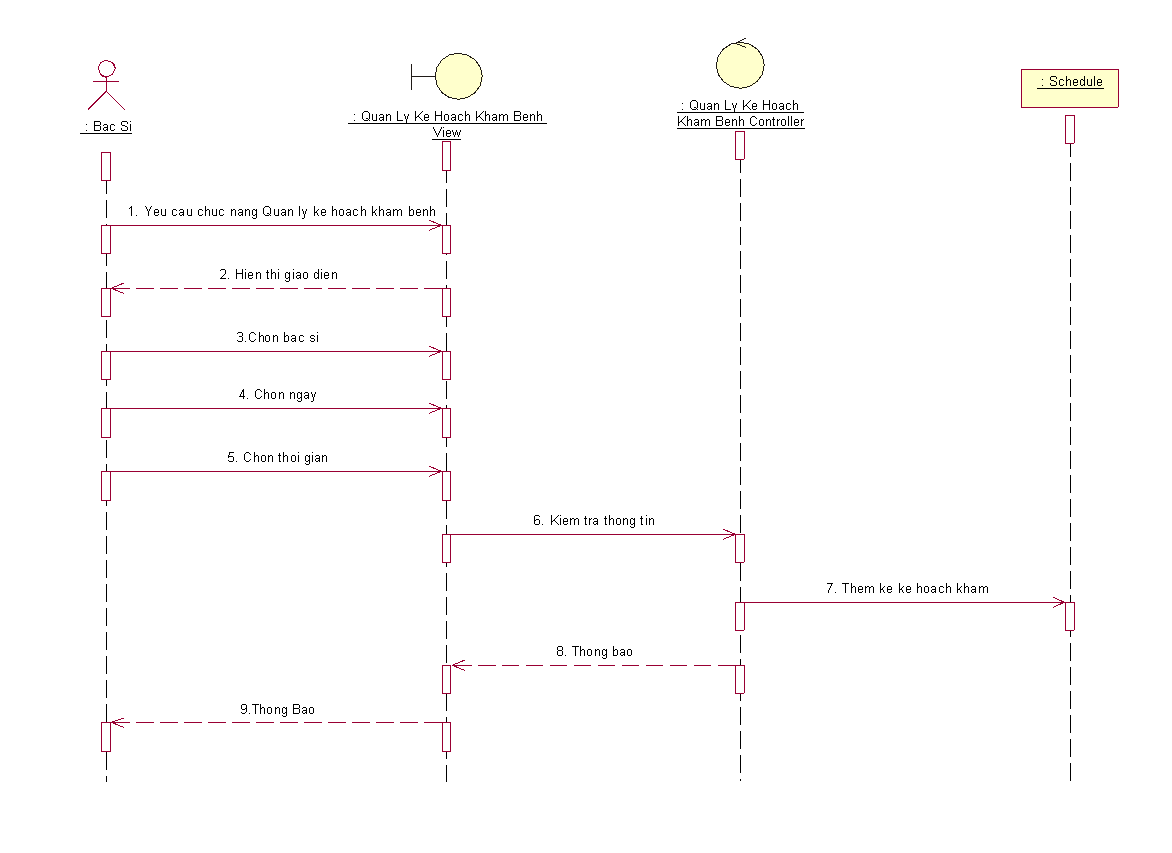 : Bac Si
: Quan Ly Ke Hoach Kham Benh
View
: Quan Ly Ke Hoach
Kham Benh Controller
: Schedule
1. Yeu cau chuc nang Quan ly ke hoach kham benh
2. Hien thi giao dien
3.Chon bac si
4. Chon ngay
5. Chon thoi gian
6. Kiem tra thong tin
7. Them ke ke hoach kham
8. Thong bao
9.Thong Bao